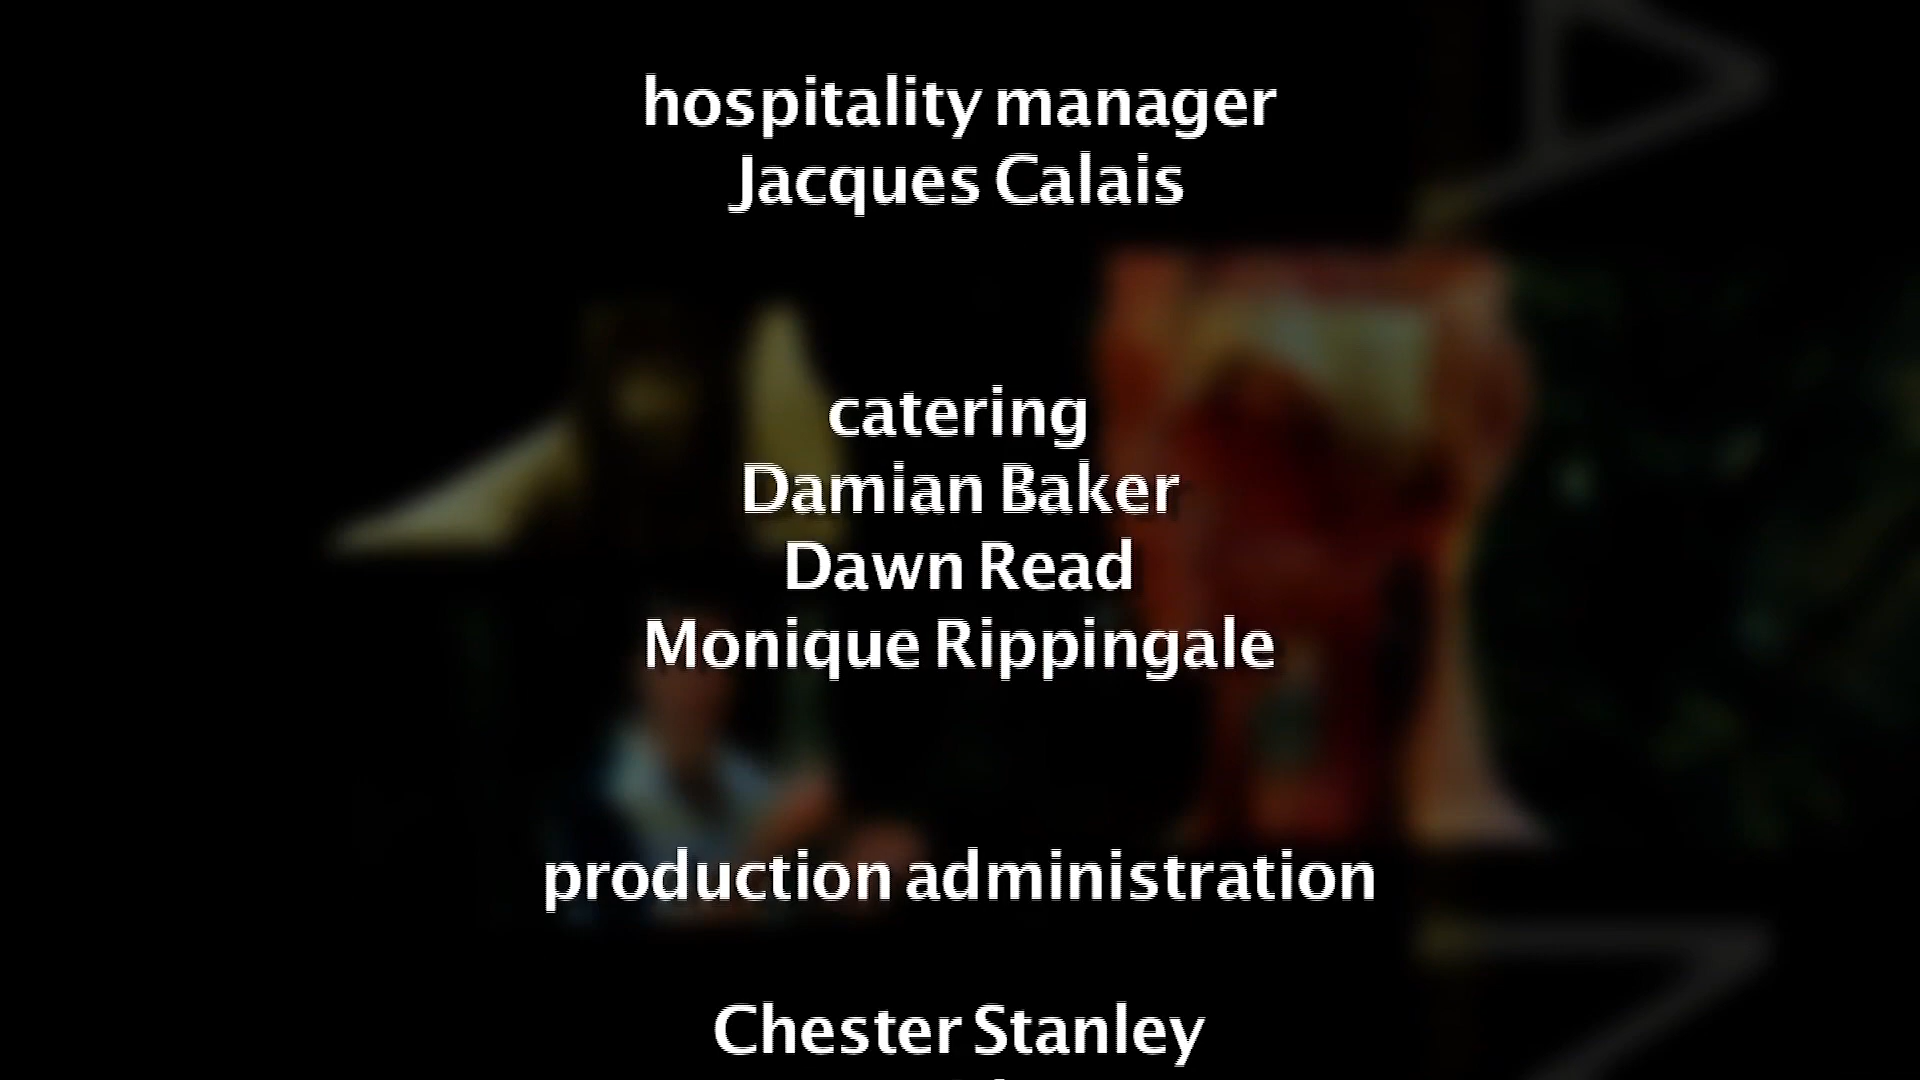 hospitality manager
Jacques Calais
catering
Damian Baker
Dawn Read
Monique Rippingale
production administration
Chester Stanley